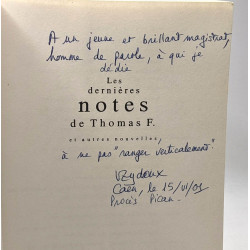 A un jeune et brillant magistrat,
homme de parole, à qui je
dédie
Les
dernières
notes
de Thomas F.
et autres nouvelles,
à ne pas "ranger verticalement"
Caen, le 15/VI/01
Procès Pican.